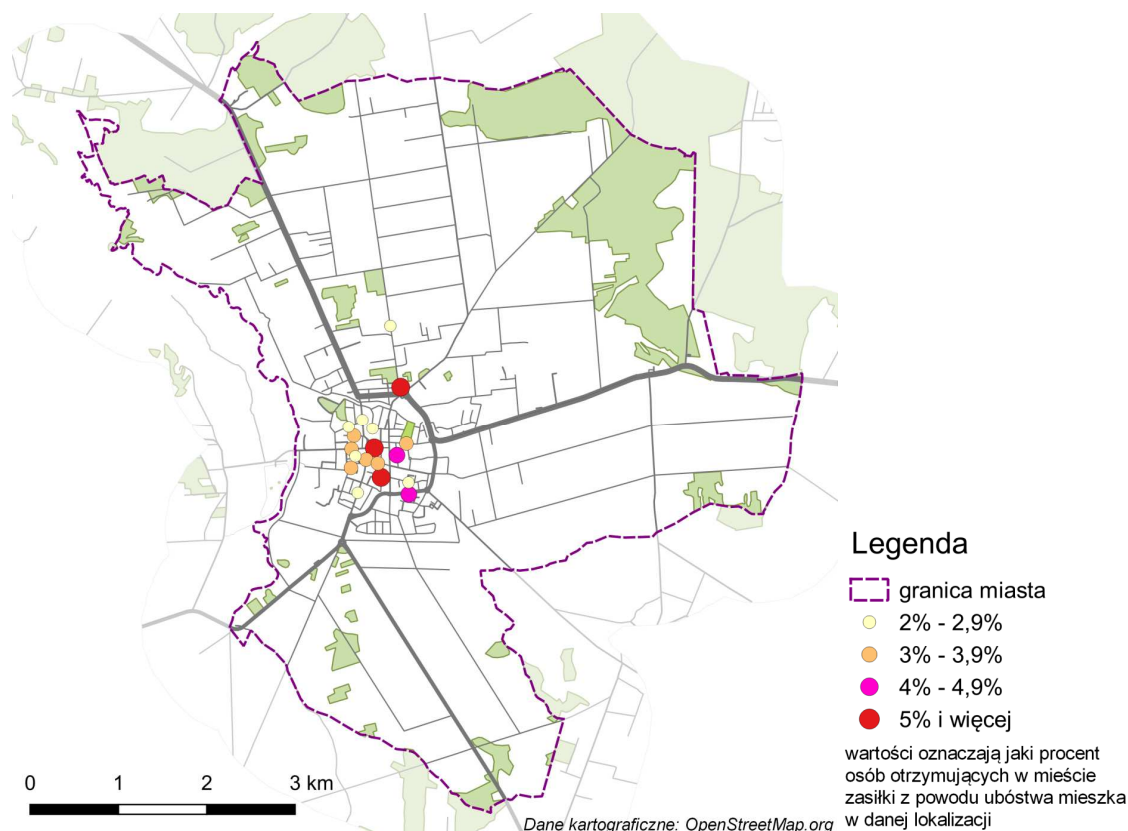 Legenda
granica miasta
2% - 2,9%
3% - 3,9%
4% - 4,9%
5% i więcej
wartości oznaczają jaki procent
osób otrzymujących w mieście
zasiłki z powodu ubóstwa mieszka
w danej lokalizacji
0 1 2 3 km
Dane kartograficzne: OpenStreetMap.org